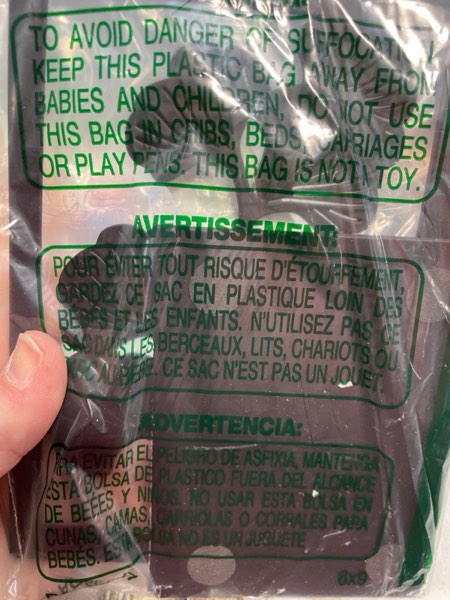 TO AVOID DANGER OF SUFFOCATION
KEEP THIS PLASTIC BAG AWAY FROM
BABIES AND CHILDREN, DO NOT USE
THIS BAG IN CRIBS, BEDS, CARRIAGES
OR PLAY PENS. THIS BAG IS NOT A TOY.
AVERTISSEMENT:
POUR ÉVITER TOUT RISQUE D'ÉTOUFFEMENT,
GARDEZ CE SAC EN PLASTIQUE LOIN DES
BÉBÉS ET LES ENFANTS. N'UTILISEZ PAS CE
SAC DANS LES BERCEAUX, LITS, CHARIOTS OU
CE SAC N'EST PAS UN JOUET.
ADVERTENCIA:
PARA EVITAR EL PELIGRO DE ASFIXIA, MANTENGA
ESTA BOLSA DE PLASTICO FUERA DEL ALCANCE
DE BEBES Y NIÑOS. NO USAR ESTA BOLSA EN
CUNAS, CAMAS, CARRIOLAS O CORRALES PARA
BEBÉS. ESTA BOLSA NO ES UN JUGUETE
6x9